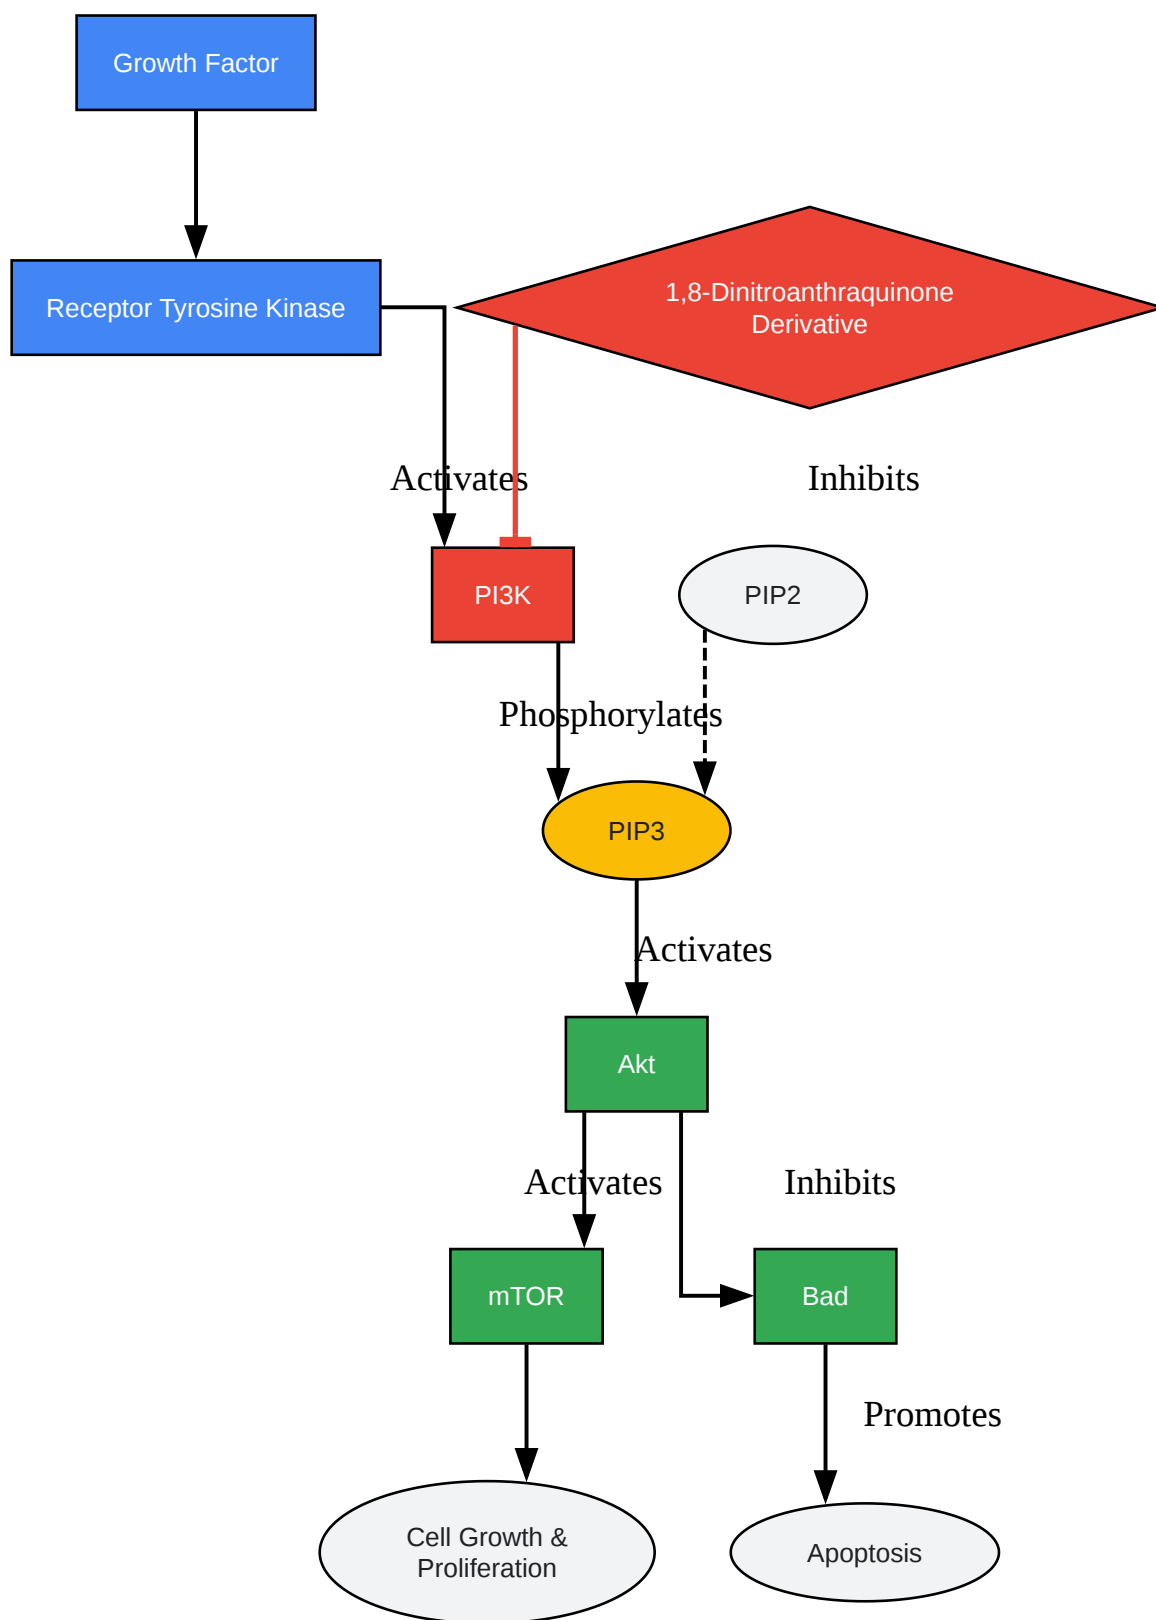 Growth Factor
Receptor Tyrosine Kinase
1,8-Dinitroanthraquinone
Derivative
Activates
Inhibits
PI3K
PIP2
Phosphorylates
PIP3
Activates
Akt
Activates
Inhibits
mTOR
Bad
Promotes
Cell Growth &
Proliferation
Apoptosis